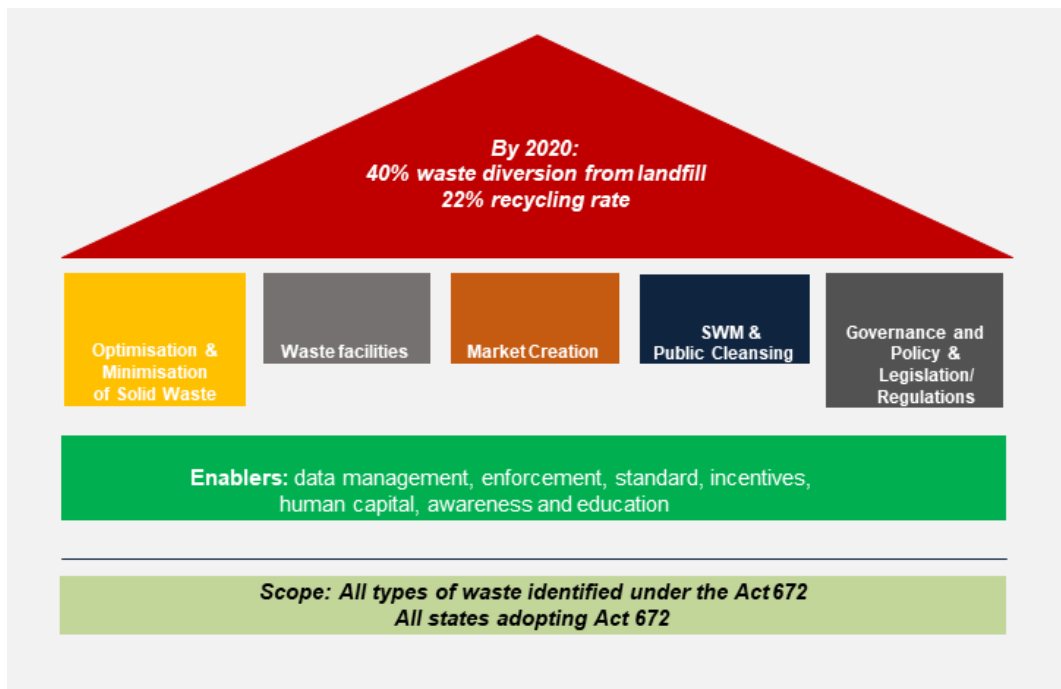 By 2020:
40% waste diversion from landfill
22% recycling rate
Optimisation &
Minimisation
of Solid Waste
Waste facilities
Market Creation
SWM &
Public Cleansing
Governance and
Policy &
Legislation/
Regulations
Enablers: data management, enforcement, standard, incentives,
human capital, awareness and education
Scope: All types of waste identified under the Act 672
All states adopting Act 672